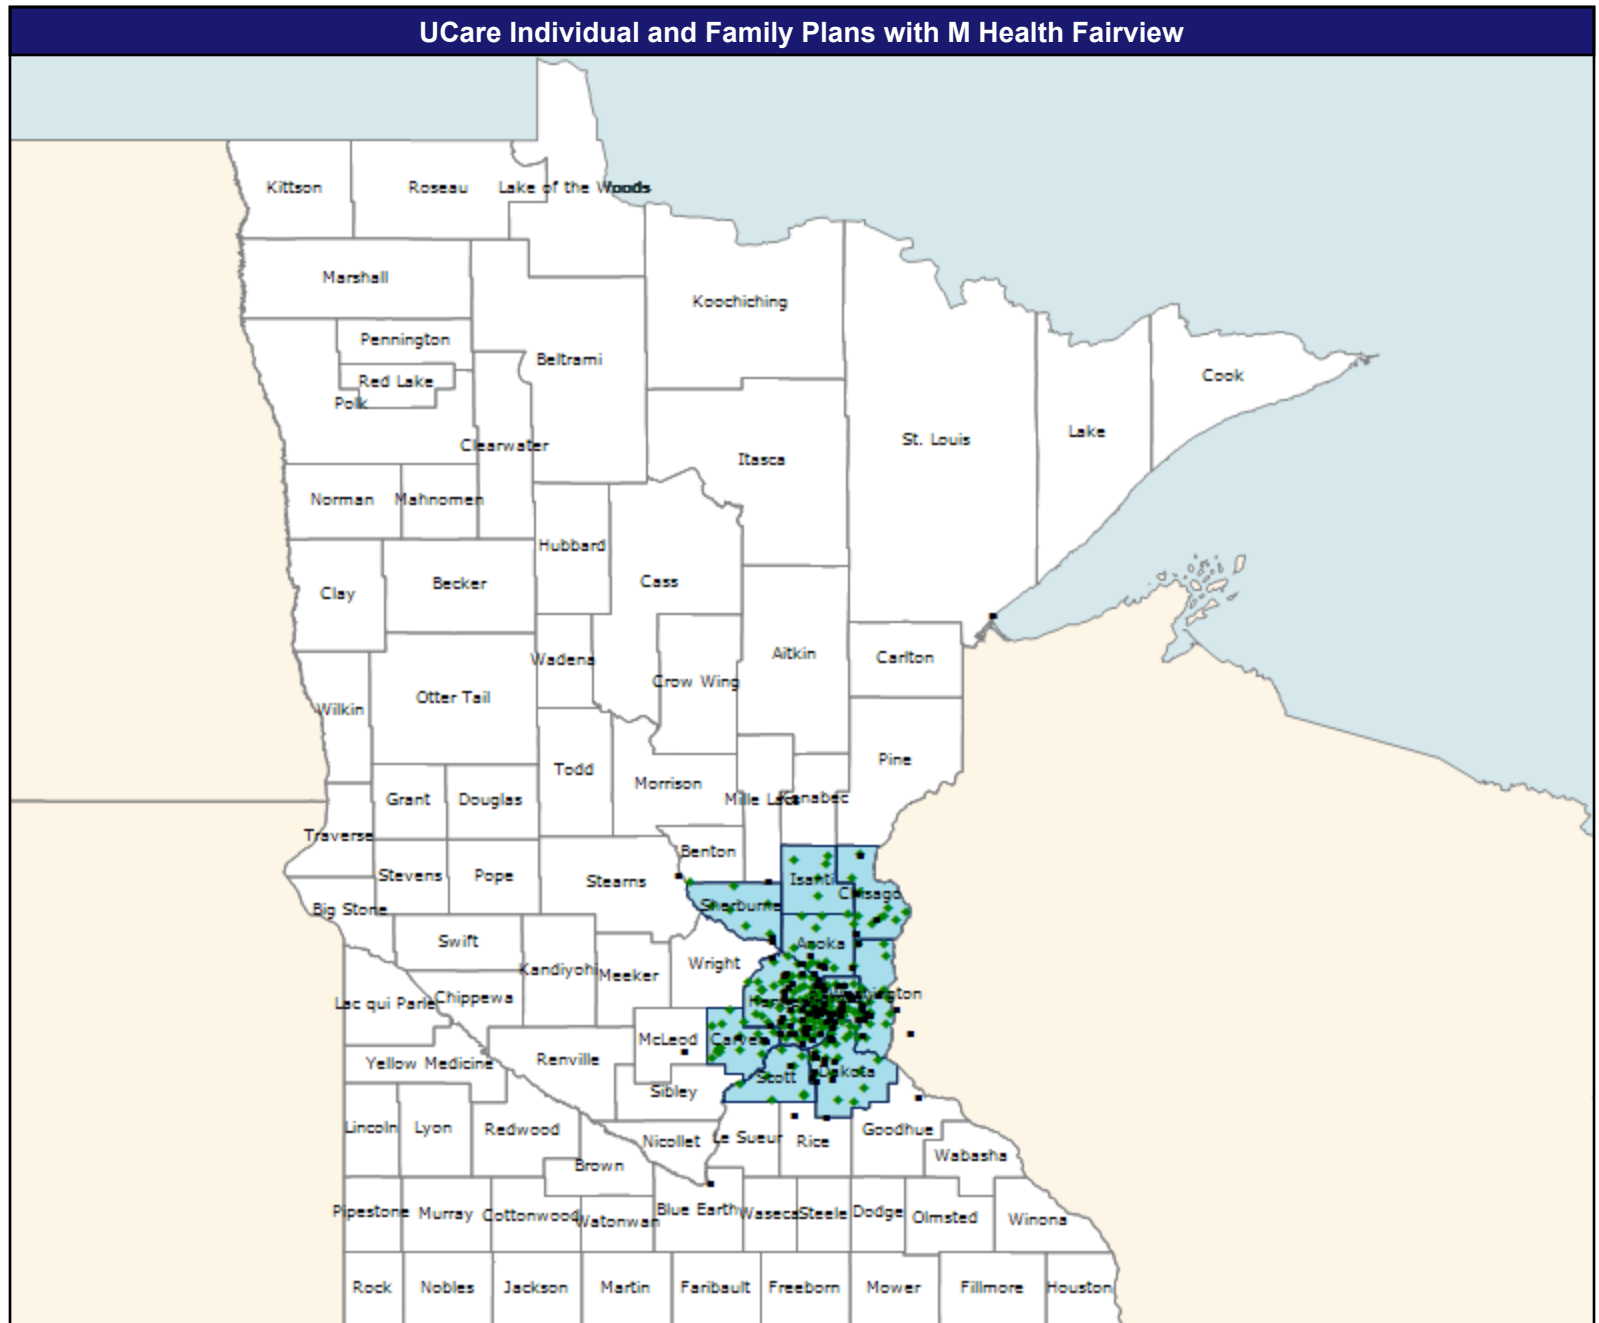 UCare Individual and Family Plans with M Health Fairview
Kittson
Roseau
Lake of the Woods
Marshall
Koochiching
Pennington
Beltrami
Red Lake
Polk
Cook
Clearwater
St. Louis
Lake
Itasca
Norman
Mahnomen
Hubbard
Cass
Becker
Clay
Wadena
Aitkin
Carlton
Crow Wing
Otter Tail
Wilkin
Pine
Todd
Morrison
Grant
Douglas
Mille Lacs
Kanabec
Traverse
Benton
Stevens
Pope
Stearns
Isanti
Chisago
Big Stone
Sherburne
Swift
Anoka
Kandiyohi
Meeker
Wright
Lac qui Parle
Chippewa
Washington
McLeod
Carver
Yellow Medicine
Renville
Scott
Dakota
Sibley
Lincoln
Lyon
Redwood
Nicollet
Le Sueur
Rice
Goodhue
Wabasha
Brown
Pipestone
Murray
Cottonwood
Watonwan
Blue Earth
Waseca
Steele
Dodge
Olmsted
Winona
Rock
Nobles
Jackson
Martin
Faribault
Freeborn
Mower
Fillmore
Houston